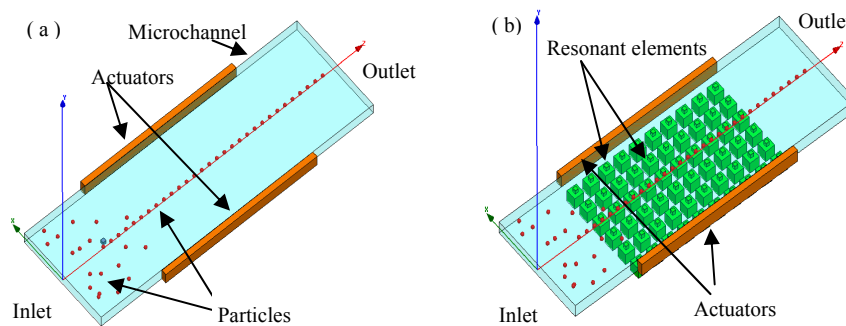 ( a )
Microchannel
Actuators
Outlet
Inlet
Particles
Y
X
Z
( b )
Outle
Resonant elements
Inlet
Actuators
Y
X
Z